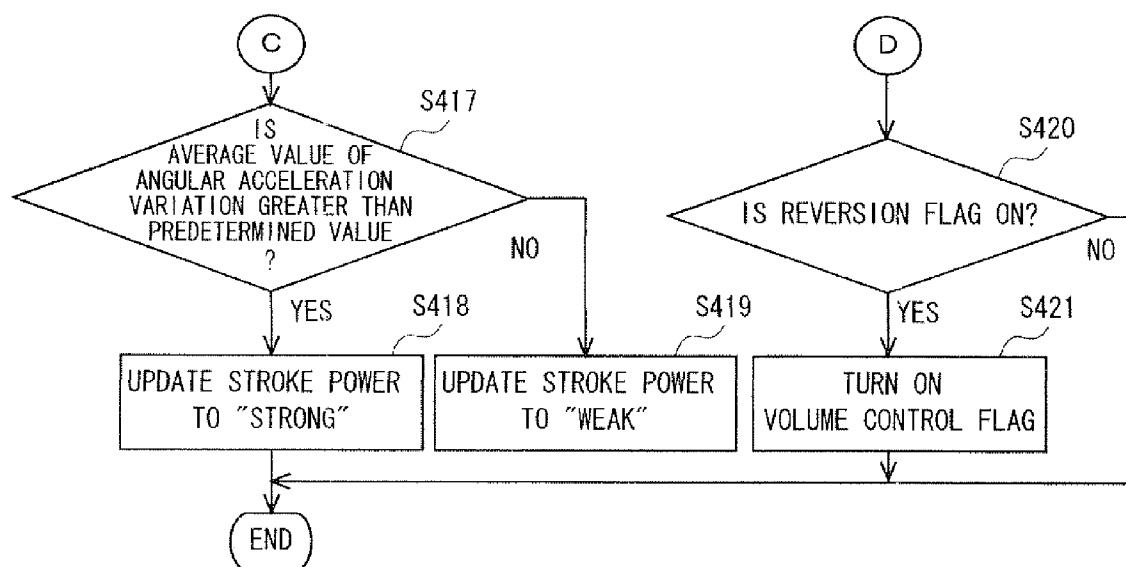 C
S417
IS
AVERAGE VALUE OF
ANGULAR ACCELERATION
VARIATION GREATER THAN
PREDETERMINED VALUE
?
NO
YES
S418
UPDATE STROKE POWER
TO "STRONG"
S419
UPDATE STROKE POWER
TO "WEAK"
END
D
S420
IS REVERSION FLAG ON?
NO
YES
S421
TURN ON
VOLUME CONTROL FLAG